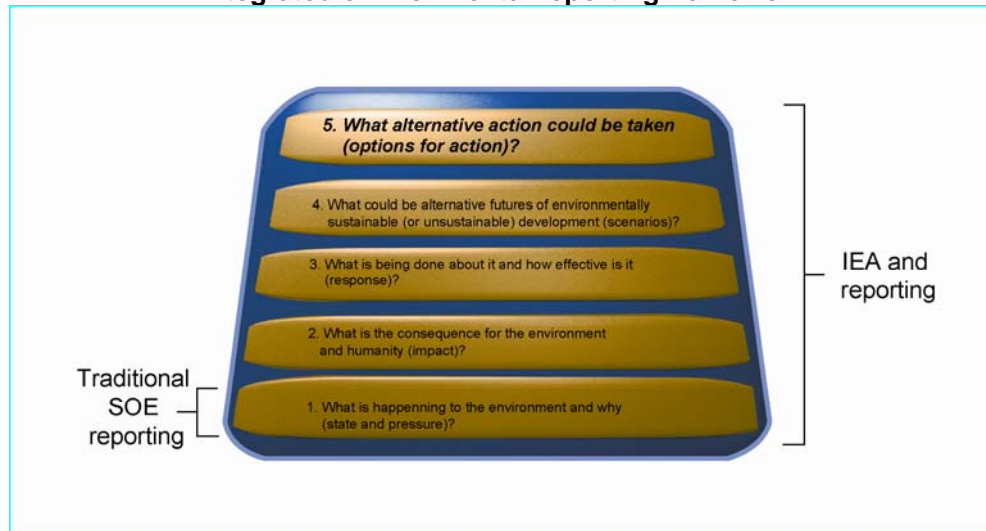 5. What alternative action could be taken
(options for action)?
4. What could be alternative futures of environmentally
sustainable (or unsustainable) development (scenarios)?
3. What is being done about it and how effective is it
(response)?
IEA and
reporting
2. What is the consequence for the environment
and humanity (impact)?
Traditional
SOE
reporting
1. What is happenning to the environment and why
(state and pressure)?